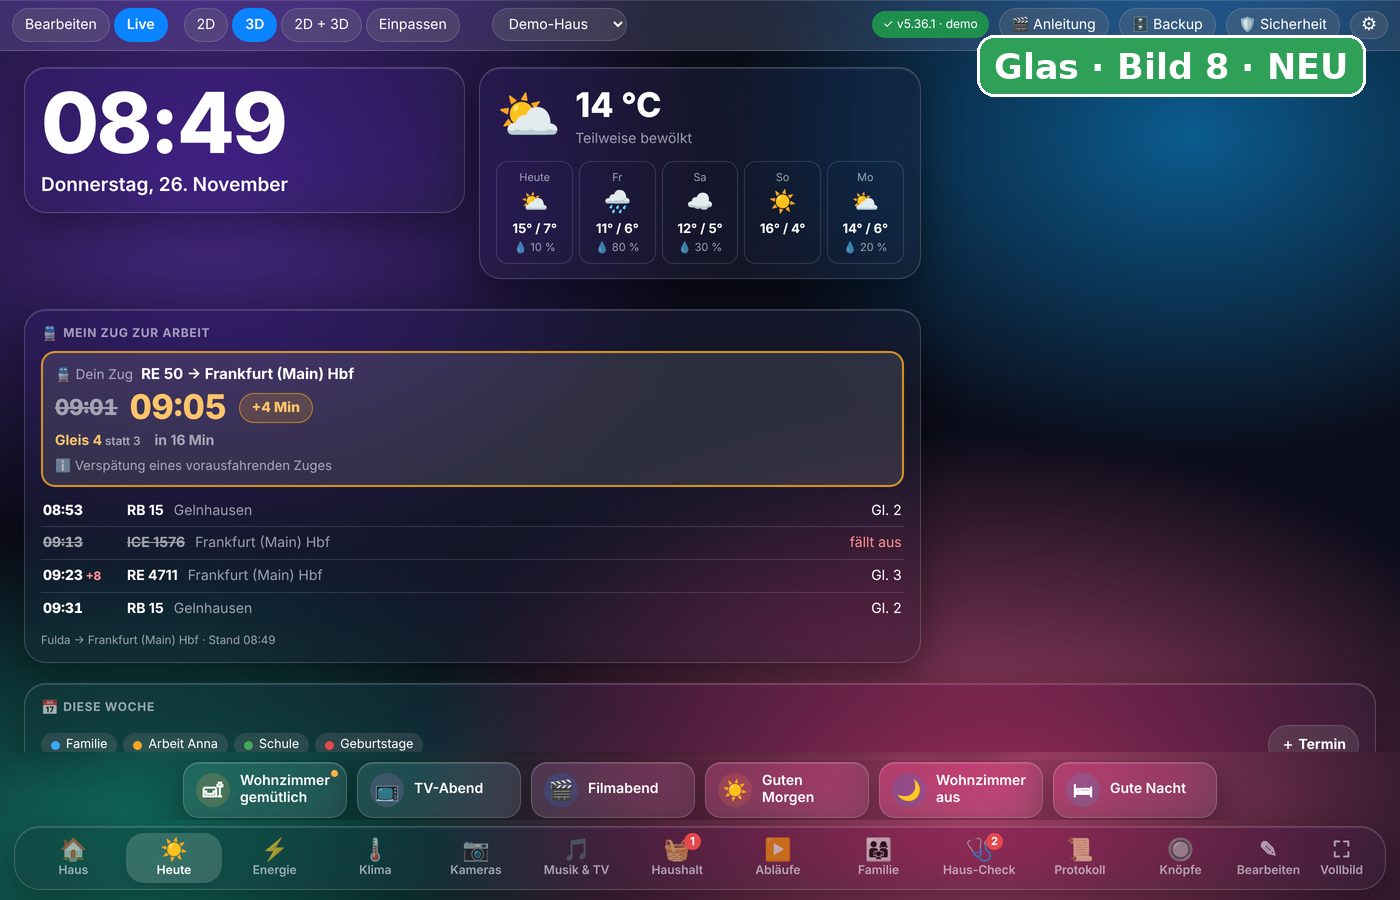 Bearbeiten Live 2D 3D 2D + 3D Einpassen Demo-Haus ✓ v5.36.1 · demo Anleitung Backup Sicherheit
Glas · Bild 8 · NEU
08:49
Donnerstag, 26. November
14 °C
Teilweise bewölkt
Heute Fr Sa So Mo
15° / 7° 11° / 6° 12° / 5° 16° / 4° 14° / 6°
10 % 80 % 30 % 20 %
MEIN ZUG ZUR ARBEIT
Dein Zug RE 50 → Frankfurt (Main) Hbf
09:01 09:05 +4 Min
Gleis 4 statt 3 in 16 Min
Verspätung eines vorausfahrenden Zuges
08:53 RB 15 Gelnhausen Gl. 2
09:13 ICE 1576 Frankfurt (Main) Hbf fällt aus
09:23 +8 RE 4711 Frankfurt (Main) Hbf Gl. 3
09:31 RB 15 Gelnhausen Gl. 2
Fulda → Frankfurt (Main) Hbf · Stand 08:49
DIESE WOCHE
Familie Arbeit Anna Schule Geburtstage + Termin
Wohnzimmer gemütlich
TV-Abend
Filmabend
Guten Morgen
Wohnzimmer aus
Gute Nacht
1 2
Haus Heute Energie Klima Kameras Musik & TV Haushalt Abläufe Familie Haus-Check Protokoll Knöpfe Bearbeiten Vollbild